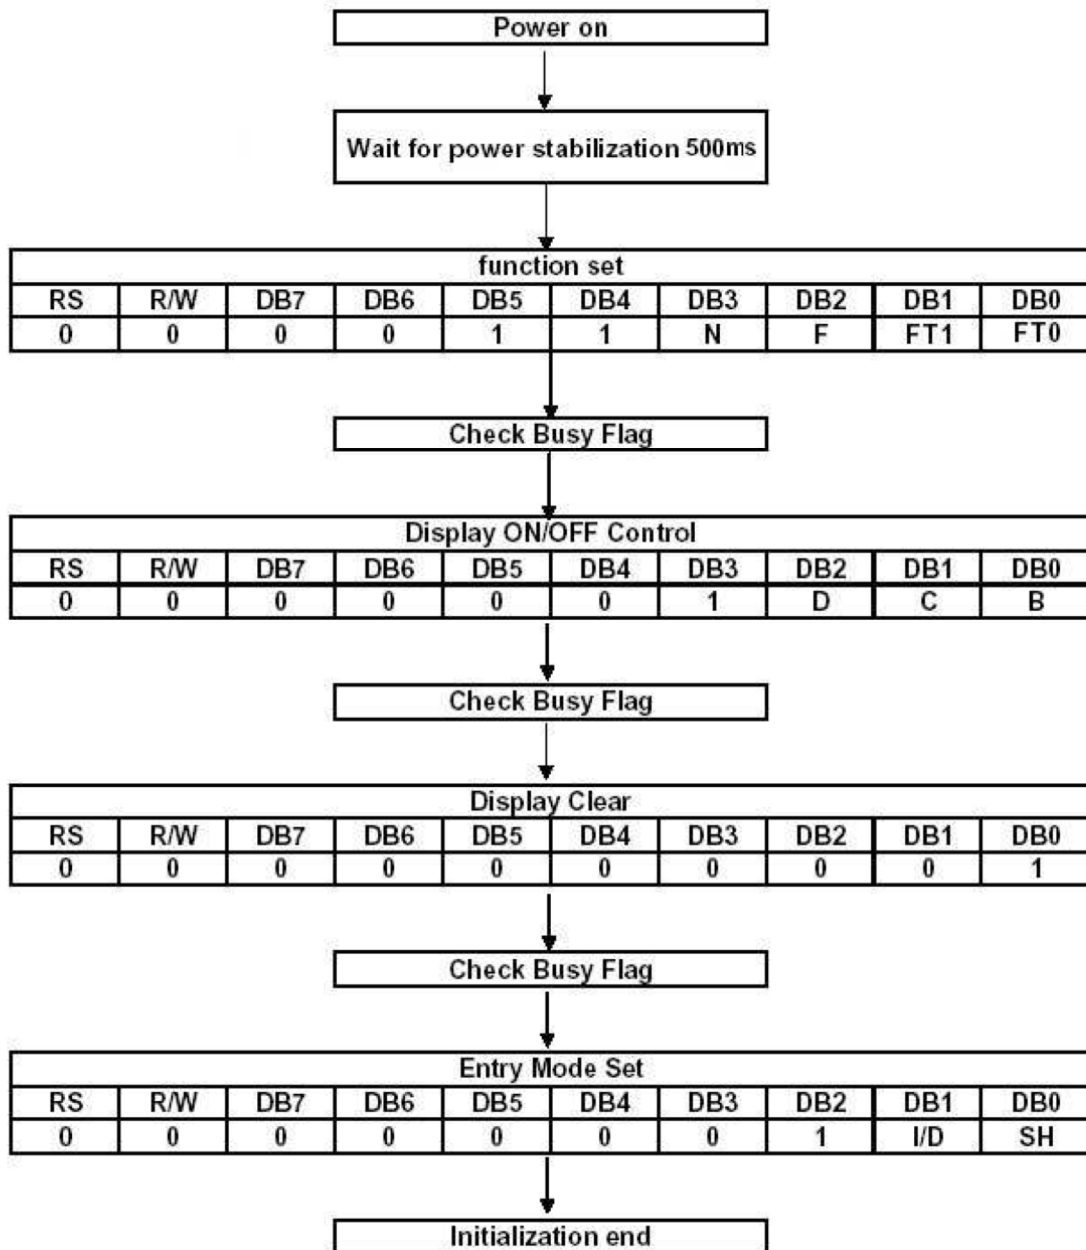 Power on
Wait for power stabilization 500ms
function set
RS R/W DB7 DB6 DB5 DB4 DB3 DB2 DB1 DB0
0 0 0 0 1 1 N F FT1 FT0
Check Busy Flag
Display ON/OFF Control
RS R/W DB7 DB6 DB5 DB4 DB3 DB2 DB1 DB0
0 0 0 0 0 0 1 D C B
Check Busy Flag
Display Clear
RS R/W DB7 DB6 DB5 DB4 DB3 DB2 DB1 DB0
0 0 0 0 0 0 0 0 0 1
Check Busy Flag
Entry Mode Set
RS R/W DB7 DB6 DB5 DB4 DB3 DB2 DB1 DB0
0 0 0 0 0 0 0 1 I/D SH
Initialization end